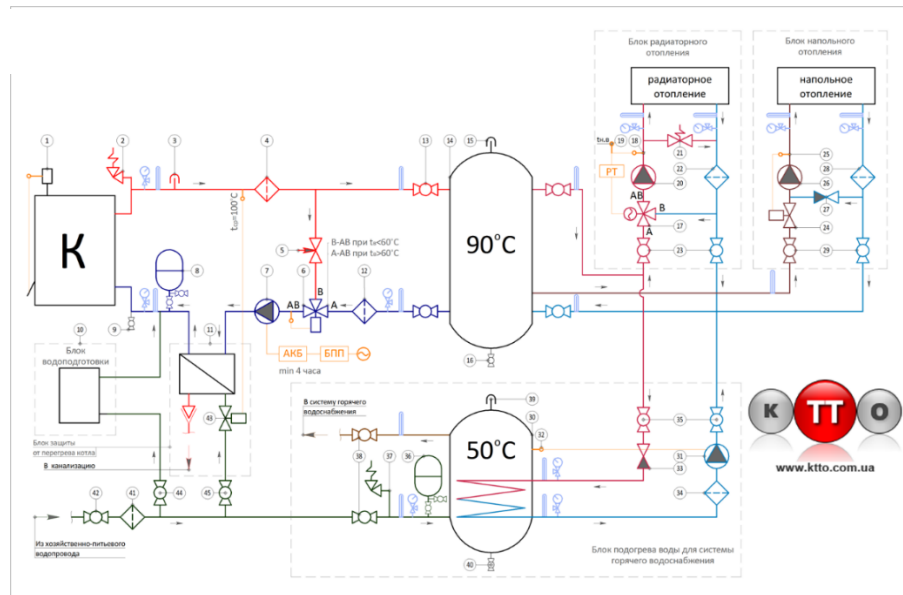 Блок радиаторного
отопления
Блок напольного
отопления
радиаторное
отопление
напольное
отопление
1
2
3
4
13
14
15
tн.в
19
18
21
22
РТ
20
АВ
В
17
А
23
25
28
26
27
24
29
К
8
tср=100°C
5
В-АВ при tк<60°C
А-АВ при tк>60°C
7
6
12
В
АВ
А
90°C
9
10
11
16
Блок
водоподготовки
АКБ
БПП
min 4 часа
43
Блок защиты
от перегрева котла
В канализацию
В систему горячего
водоснабжения
39
30
32
50°C
35
31
33
34
38
37
36
42
41
44
45
40
Из хозяйственно-питьевого
водопровода
Блок подогрева воды для системы
горячего водоснабжения
К ТТ О
www.ktto.com.ua